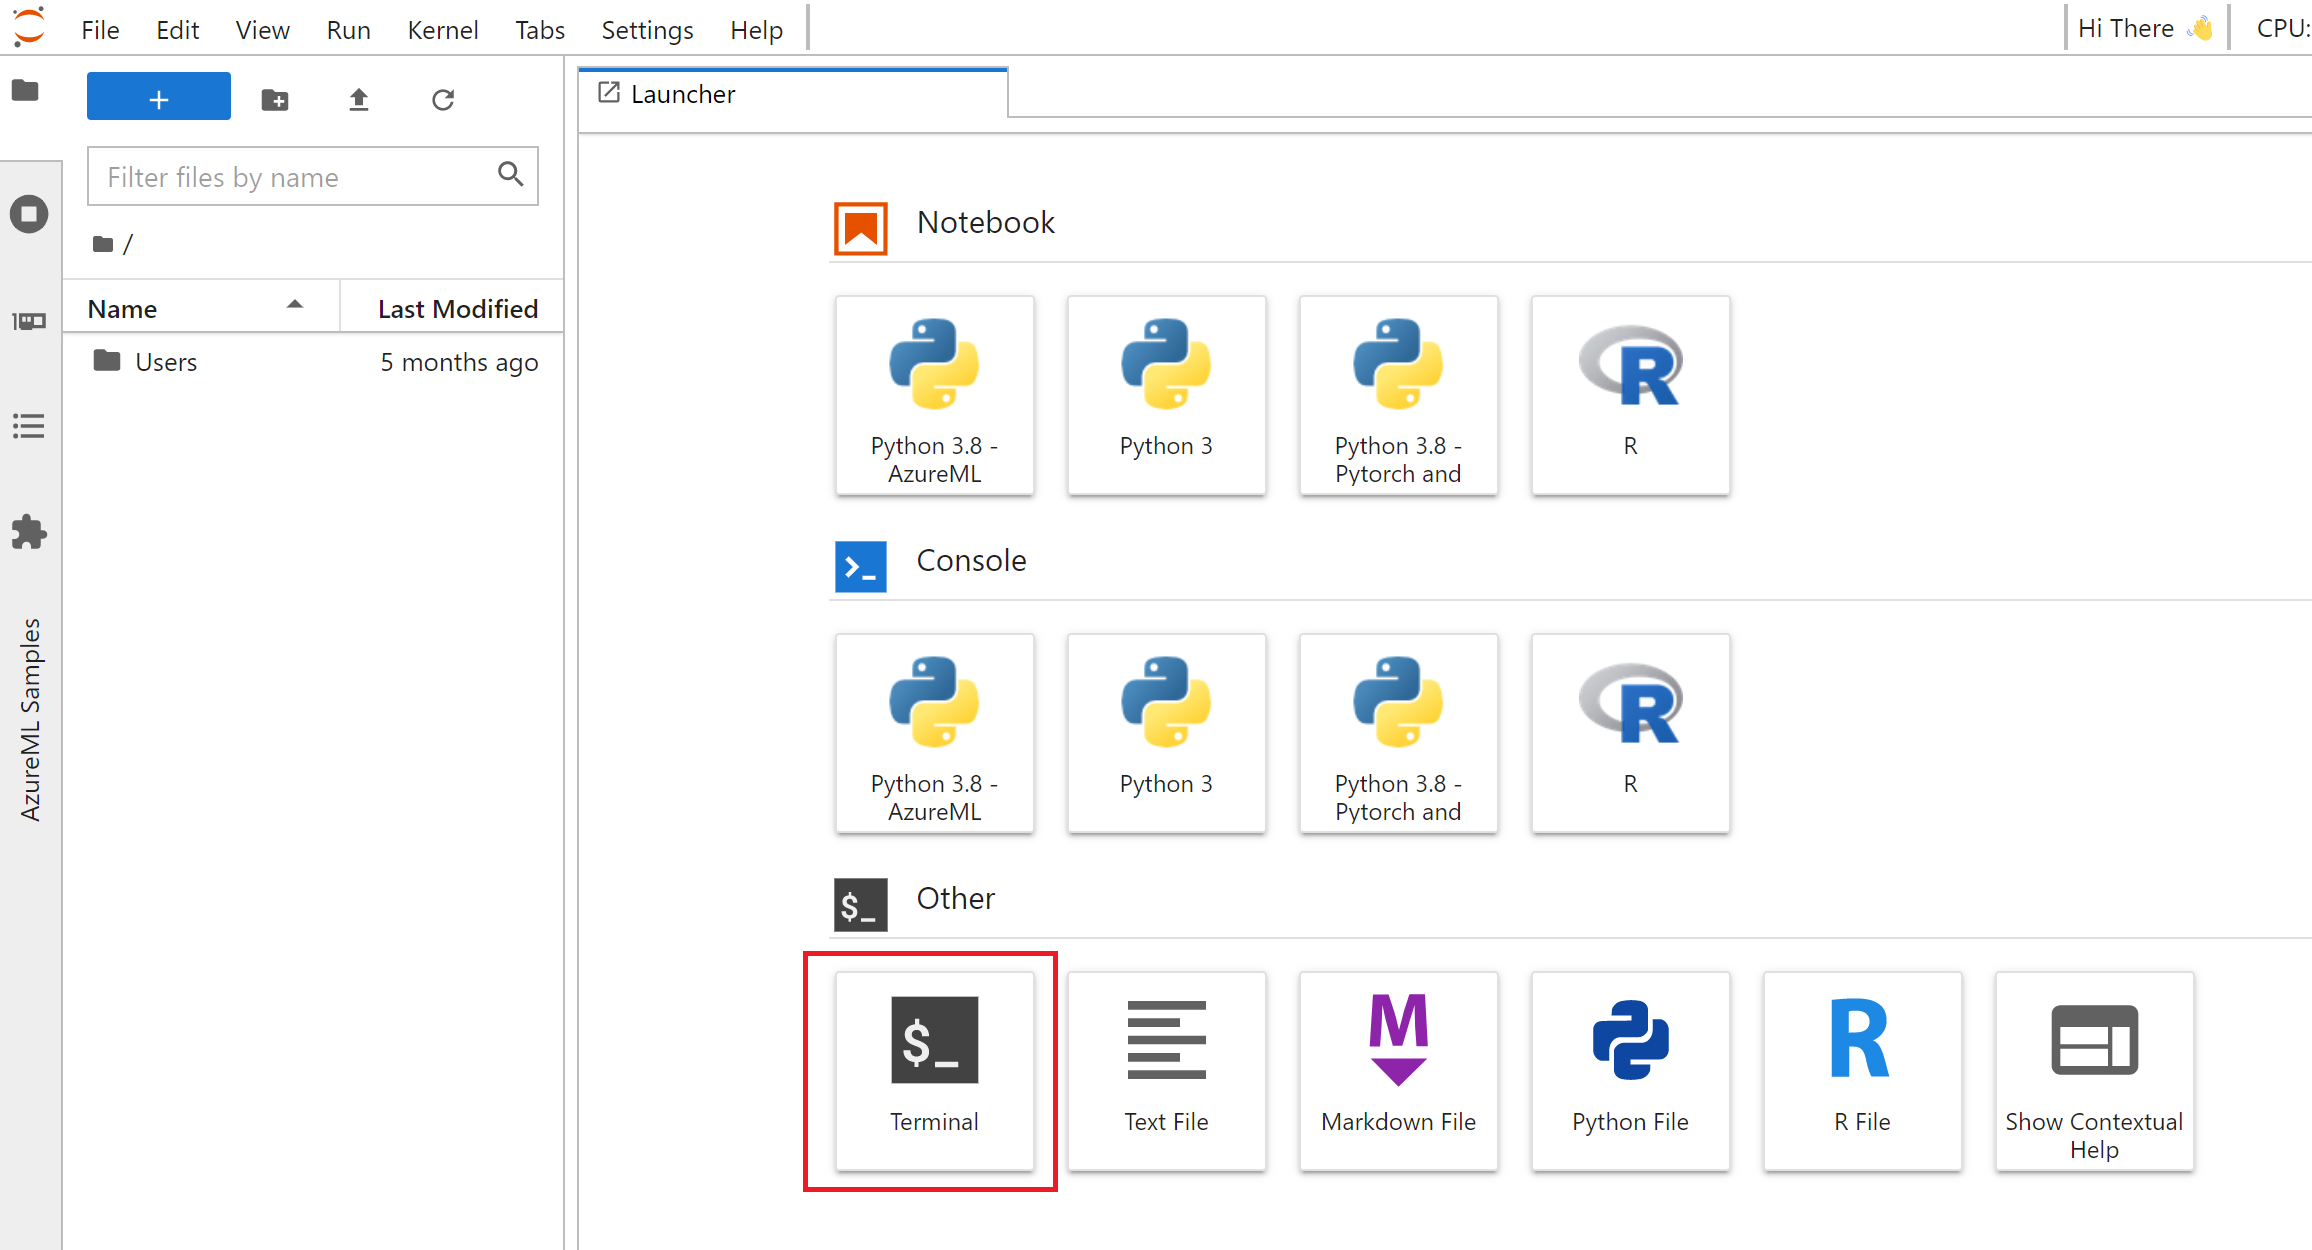 File Edit View Run Kernel Tabs Settings Help
Hi There 👋 CPU:
+
Launcher
Filter files by name
/
Name Last Modified
Users 5 months ago
AzureML Samples
Notebook
Python 3.8 - AzureML
Python 3
Python 3.8 - Pytorch and
R
Console
Python 3.8 - AzureML
Python 3
Python 3.8 - Pytorch and
R
$_ Other
$_
Terminal
Text File
Markdown File
Python File
R File
Show Contextual Help